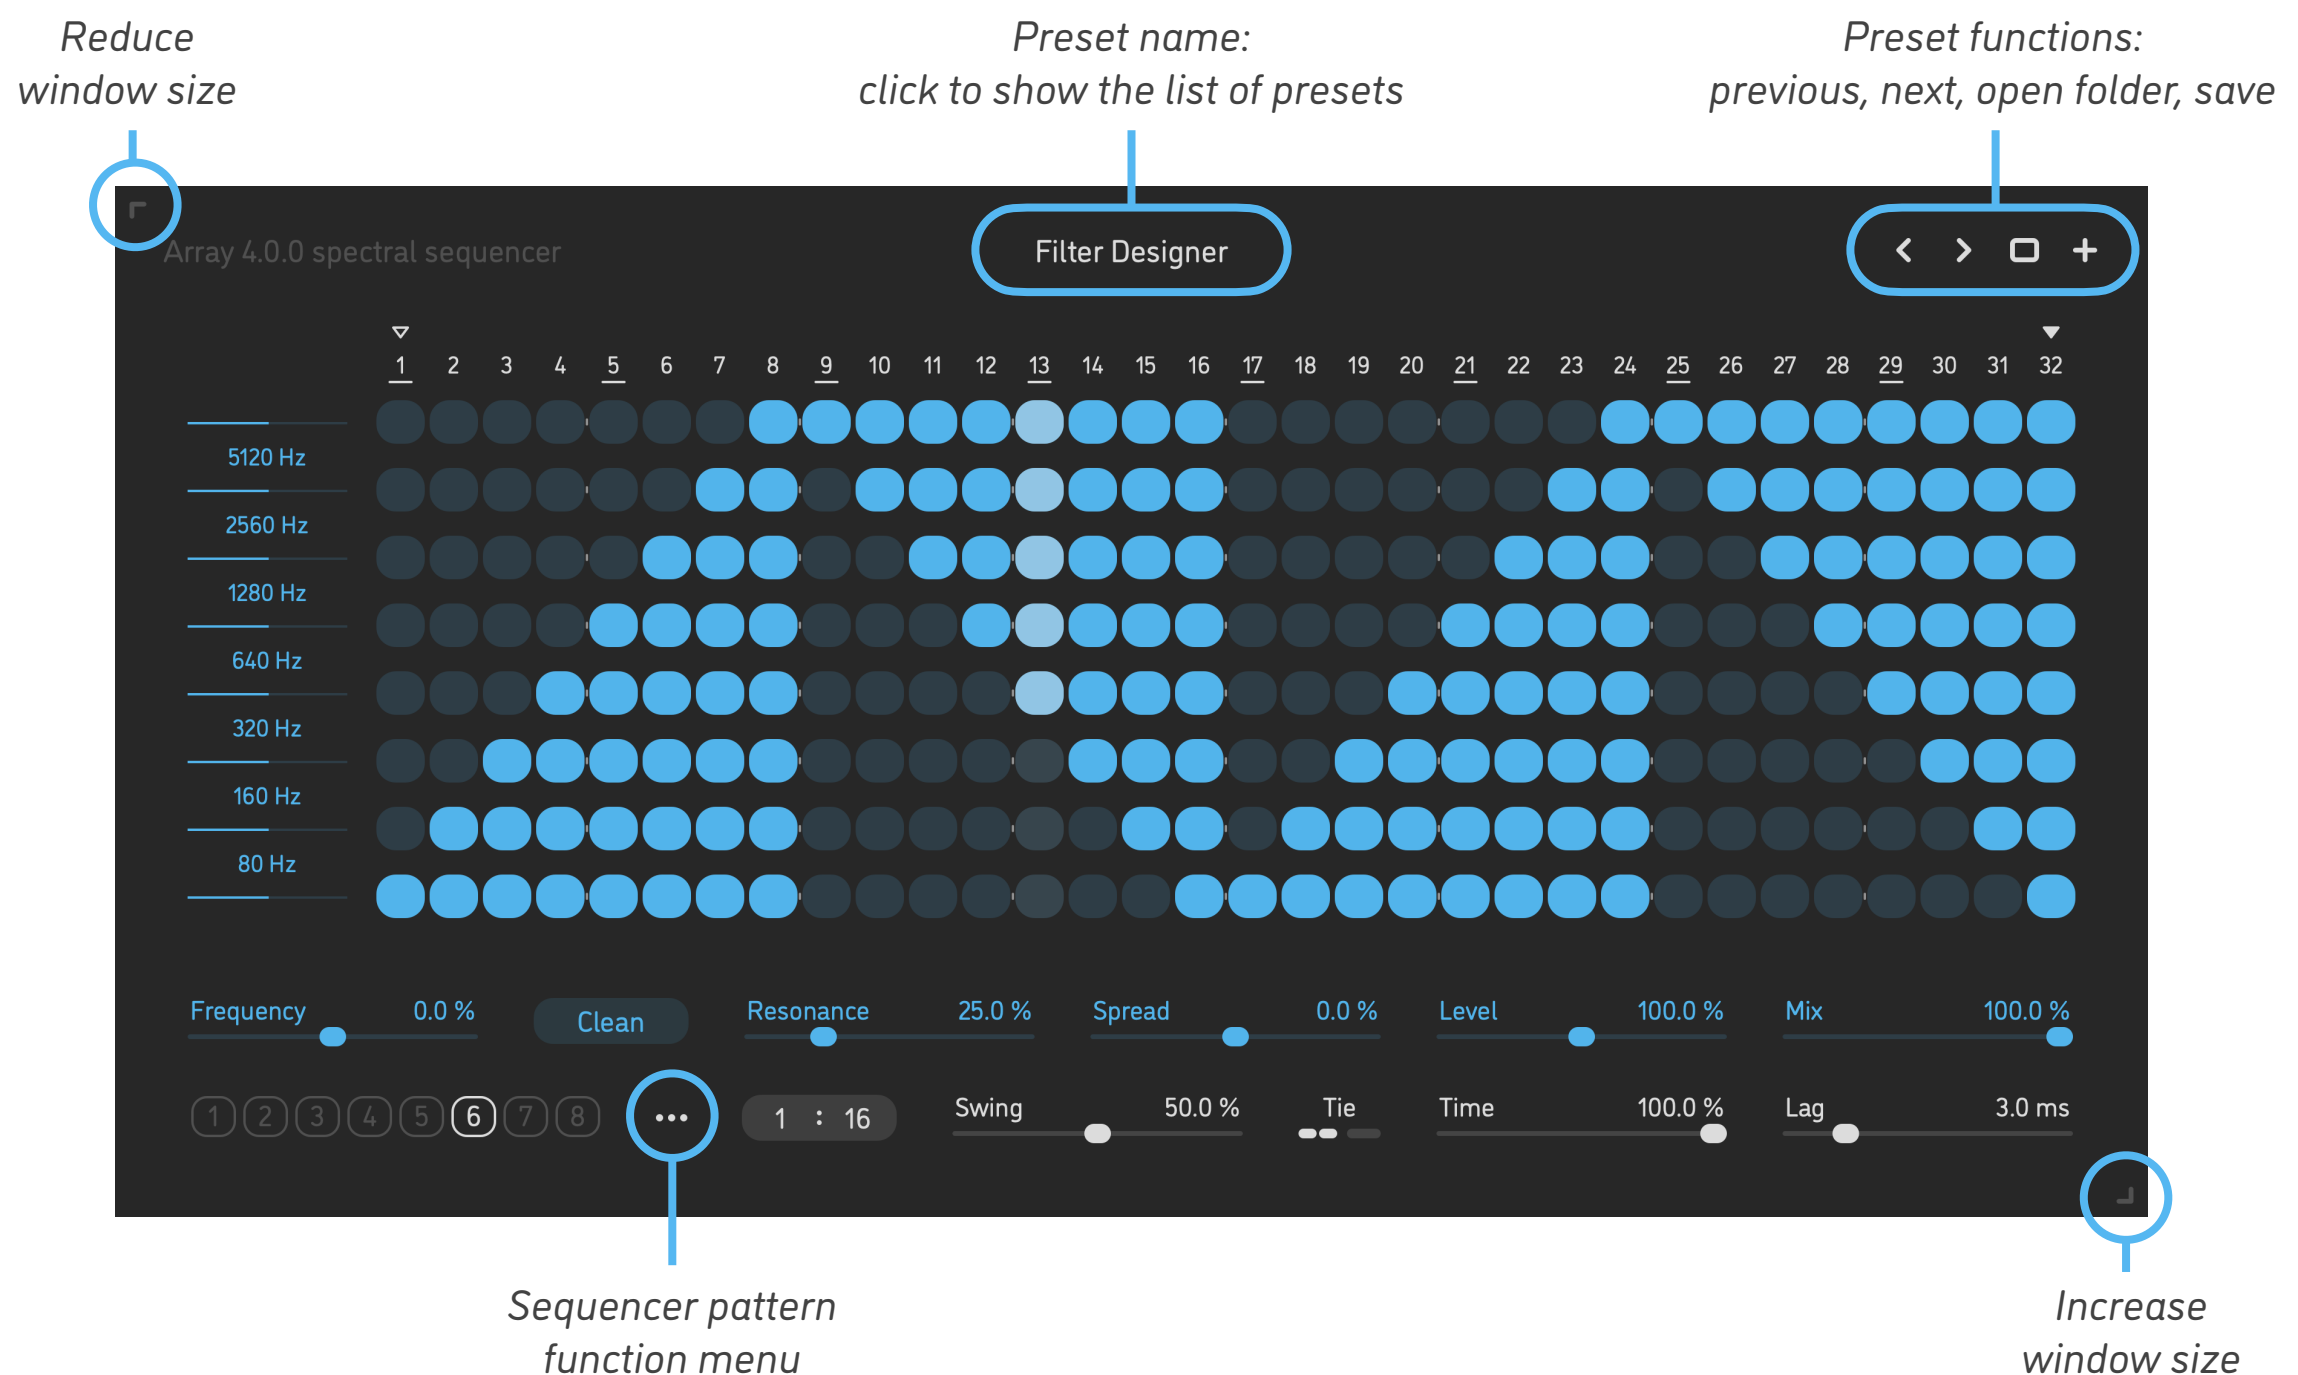 Reduce
window size
Preset name:
click to show the list of presets
Preset functions:
previous, next, open folder, save
Array 4.0.0 spectral sequencer
Filter Designer
1 2 3 4 5 6 7 8 9 10 11 12 13 14 15 16 17 18 19 20 21 22 23 24 25 26 27 28 29 30 31 32
5120 Hz
2560 Hz
1280 Hz
640 Hz
320 Hz
160 Hz
80 Hz
Frequency 0.0 % Clean Resonance 25.0 % Spread 0.0 % Level 100.0 % Mix 100.0 %
1 2 3 4 5 6 7 8 ••• 1 : 16 Swing 50.0 % Tie Time 100.0 % Lag 3.0 ms
Sequencer pattern
function menu
Increase
window size